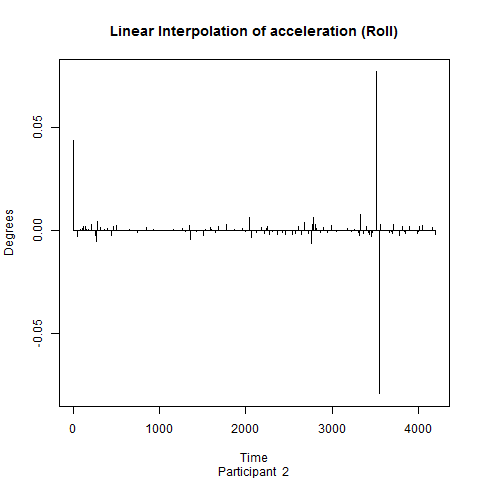 Linear Interpolation of acceleration (Roll)
Degrees
0.05
0.00
-0.05
0 1000 2000 3000 4000
Time
Participant 2